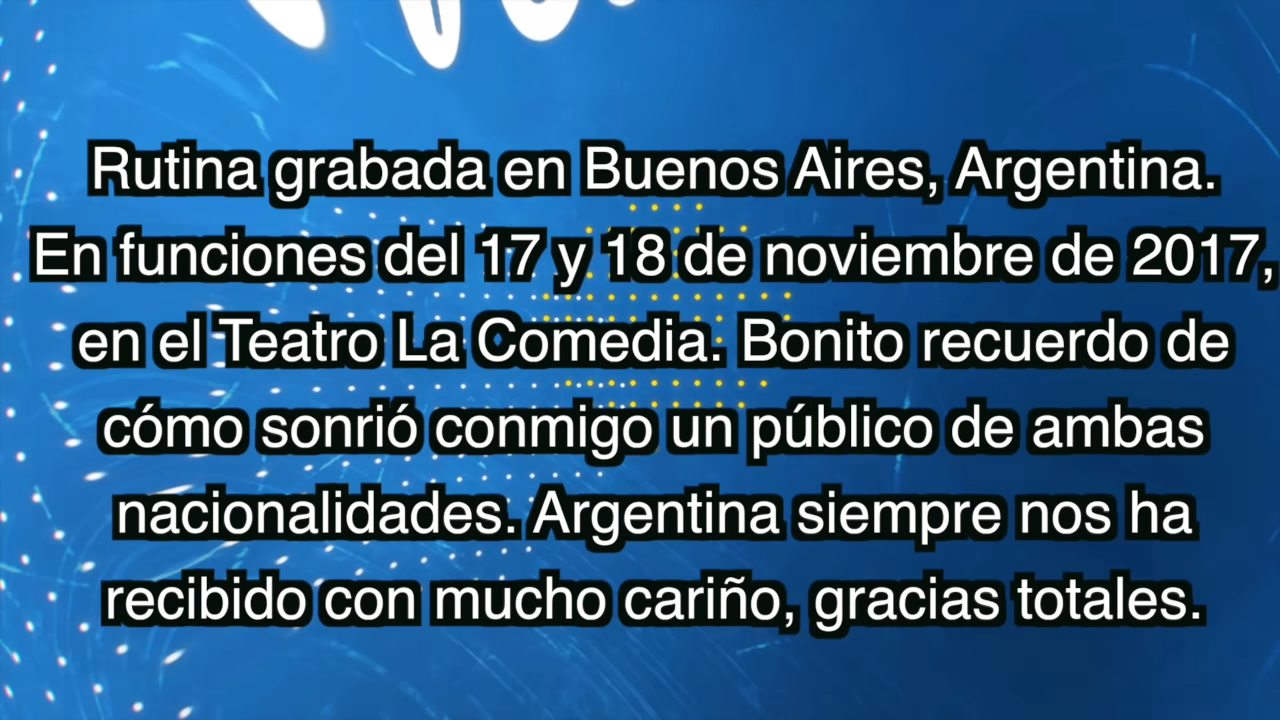 Rutina grabada en Buenos Aires, Argentina.
En funciones del 17 y 18 de noviembre de 2017,
en el Teatro La Comedia. Bonito recuerdo de
cómo sonrió conmigo un público de ambas
nacionalidades. Argentina siempre nos ha
recibido con mucho cariño, gracias totales.